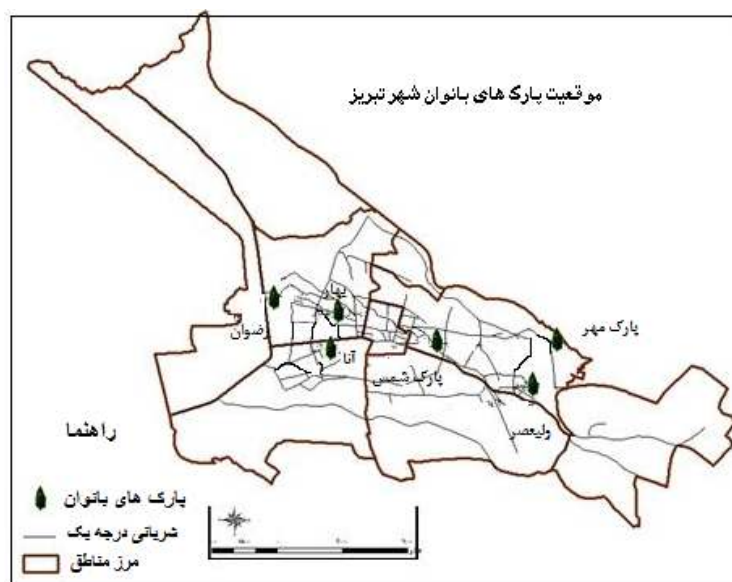 موقعیت پارک های بانوان شهر تبریز
بهار
رضوان
پارک مهر
آنا
پارک شمس
ولیعصر
راهنما
پارک های بانوان
شریانی درجه یک
مرز مناطق